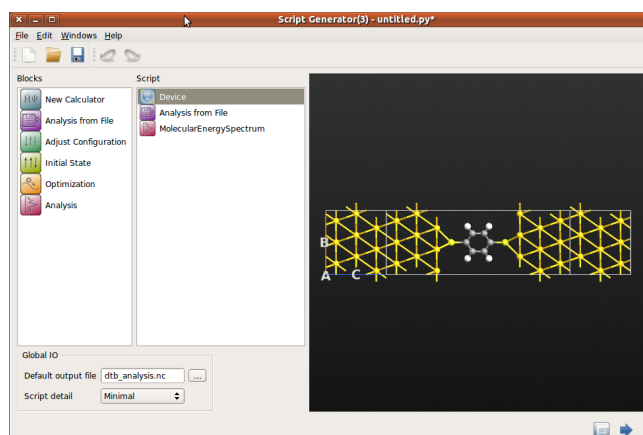 Script Generator(3) - untitled.py*
File Edit Windows Help
Blocks
Script
New Calculator
Analysis from File
Adjust Configuration
Initial State
Optimization
Analysis
Device
Analysis from File
MolecularEnergySpectrum
B
A C
Global IO
Default output file dtb_analysis.nc ...
Script detail Minimal